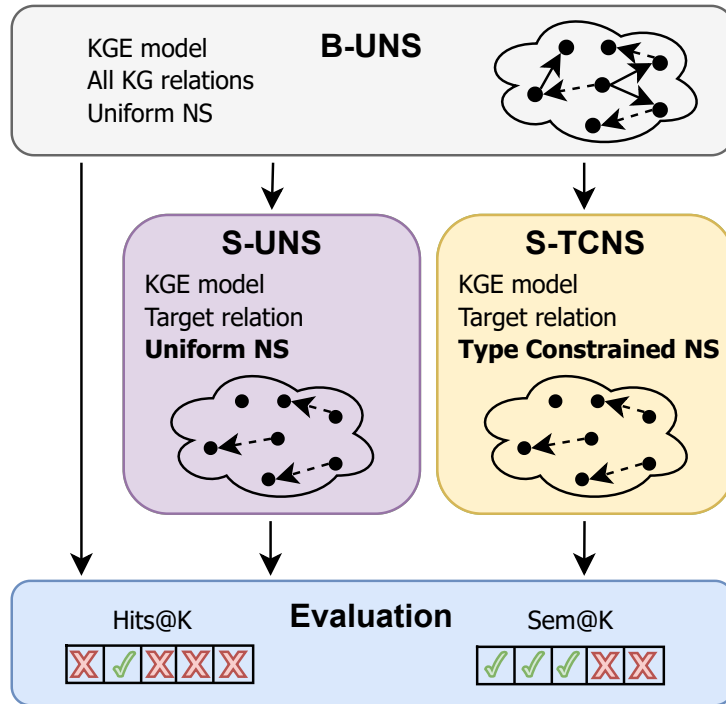 B-UNS
KGE model
All KG relations
Uniform NS
S-UNS
KGE model
Target relation
Uniform NS
S-TCNS
KGE model
Target relation
Type Constrained NS
Evaluation
Hits@K
Sem@K